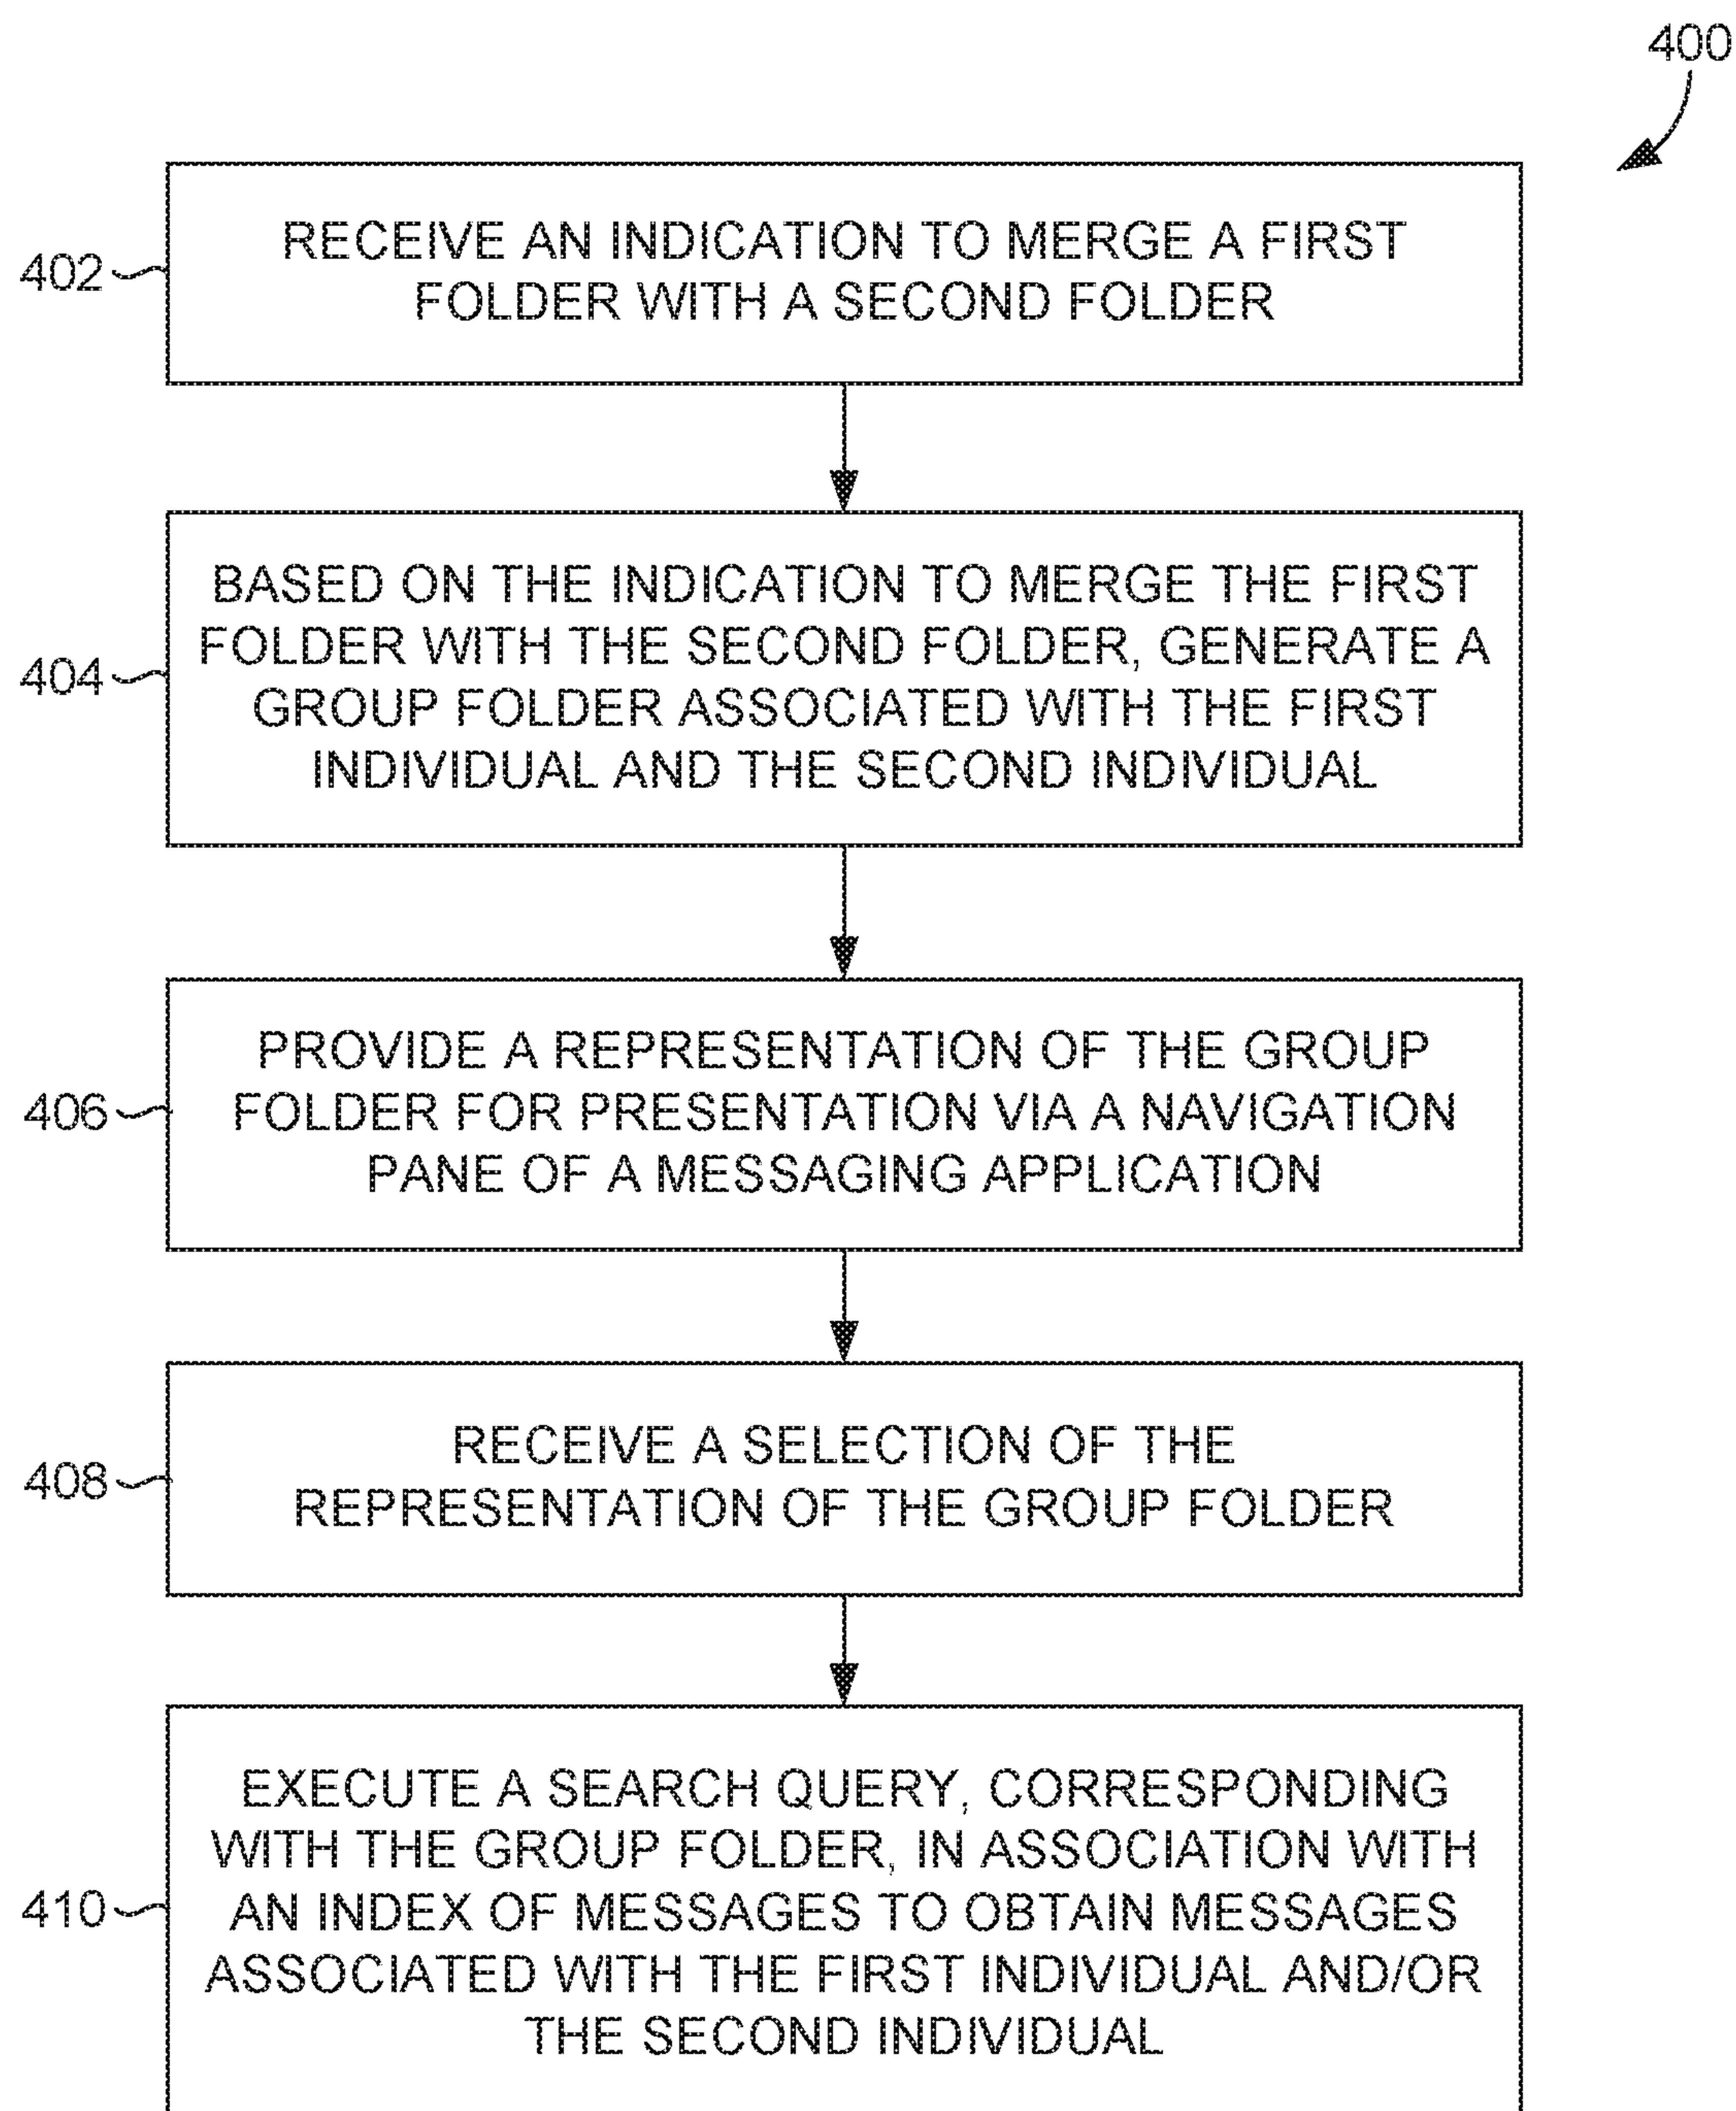 400
402
RECEIVE AN INDICATION TO MERGE A FIRST
FOLDER WITH A SECOND FOLDER
404
BASED ON THE INDICATION TO MERGE THE FIRST
FOLDER WITH THE SECOND FOLDER, GENERATE A
GROUP FOLDER ASSOCIATED WITH THE FIRST
INDIVIDUAL AND THE SECOND INDIVIDUAL
406
PROVIDE A REPRESENTATION OF THE GROUP
FOLDER FOR PRESENTATION VIA A NAVIGATION
PANE OF A MESSAGING APPLICATION
408
RECEIVE A SELECTION OF THE
REPRESENTATION OF THE GROUP FOLDER
410
EXECUTE A SEARCH QUERY, CORRESPONDING
WITH THE GROUP FOLDER, IN ASSOCIATION WITH
AN INDEX OF MESSAGES TO OBTAIN MESSAGES
ASSOCIATED WITH THE FIRST INDIVIDUAL AND/OR
THE SECOND INDIVIDUAL